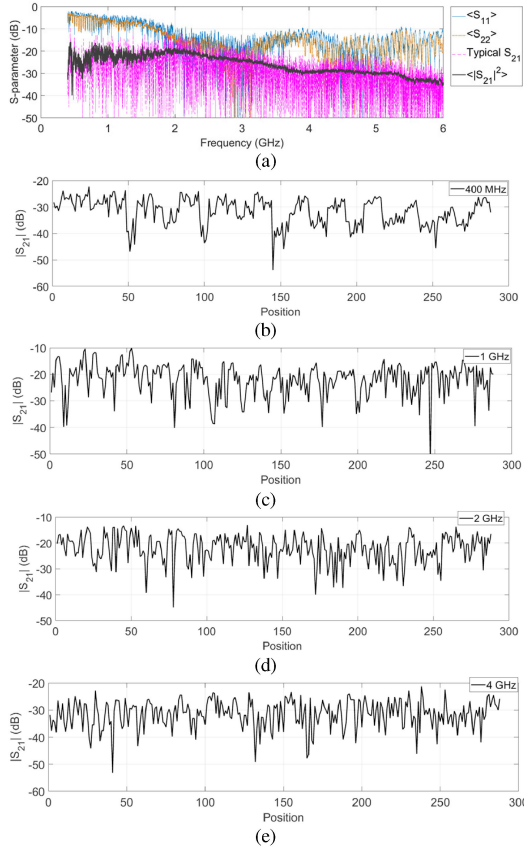 0
-10
-20
-30
-40
-50
S-parameter (dB)
0 1 2 3 4 5 6
Frequency (GHz)
<S11>
<S22>
Typical S21
<|S21|²>
(a)
-20
-30
-40
-50
-60
|S21| (dB)
400 MHz
0 50 100 150 200 250 300
Position
(b)
-10
-20
-30
-40
-50
|S21| (dB)
1 GHz
0 50 100 150 200 250 300
Position
(c)
-10
-20
-30
-40
-50
|S21| (dB)
2 GHz
0 50 100 150 200 250 300
Position
(d)
-20
-30
-40
-50
-60
|S21| (dB)
4 GHz
0 50 100 150 200 250 300
Position
(e)